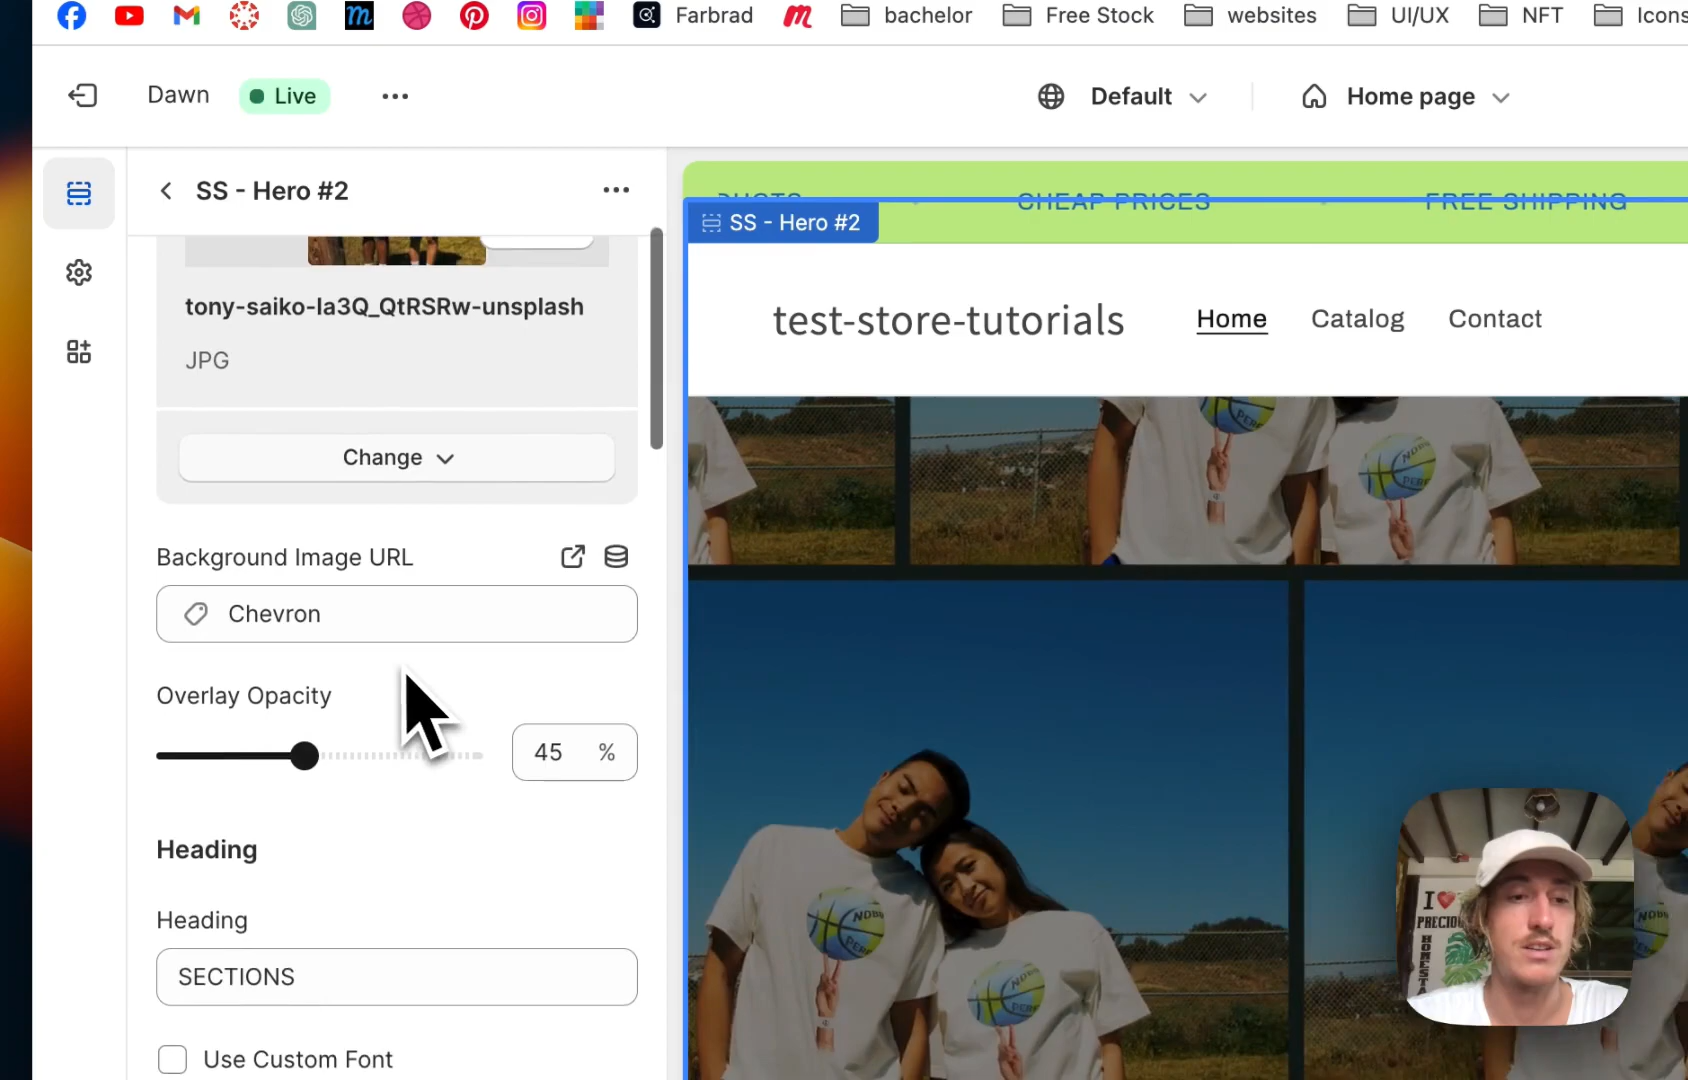 Farbrad
bachelor
Free Stock
websites
UI/UX
NFT
Icons
Dawn
Live
Default
Home page
SS - Hero #2
tony-saiko-la3Q_QtRSRw-unsplash
JPG
Change
Background Image URL
Chevron
Overlay Opacity
45 %
Heading
Heading
SECTIONS
Use Custom Font
CHEAP PRICES
FREE SHIPPING
SS - Hero #2
test-store-tutorials
Home
Catalog
Contact
I ❤